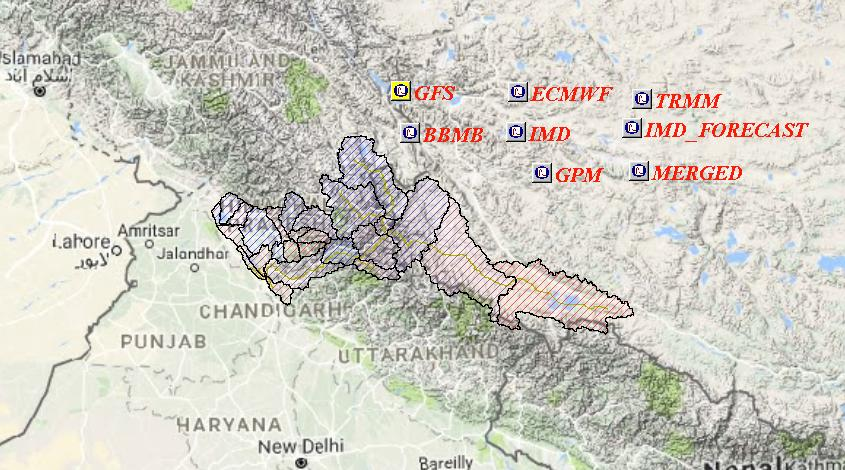 Islamabad
اسلام آباد
JAMMU AND
KASHMIR
GFS
ECMWF
TRMM
BBMB
IMD
IMD_FORECAST
GPM
MERGED
Amritsar
Lahore
لاہور
Jalandhar
CHANDIGARH
PUNJAB
UTTARAKHAND
HARYANA
New Delhi
Bareilly
Nepal